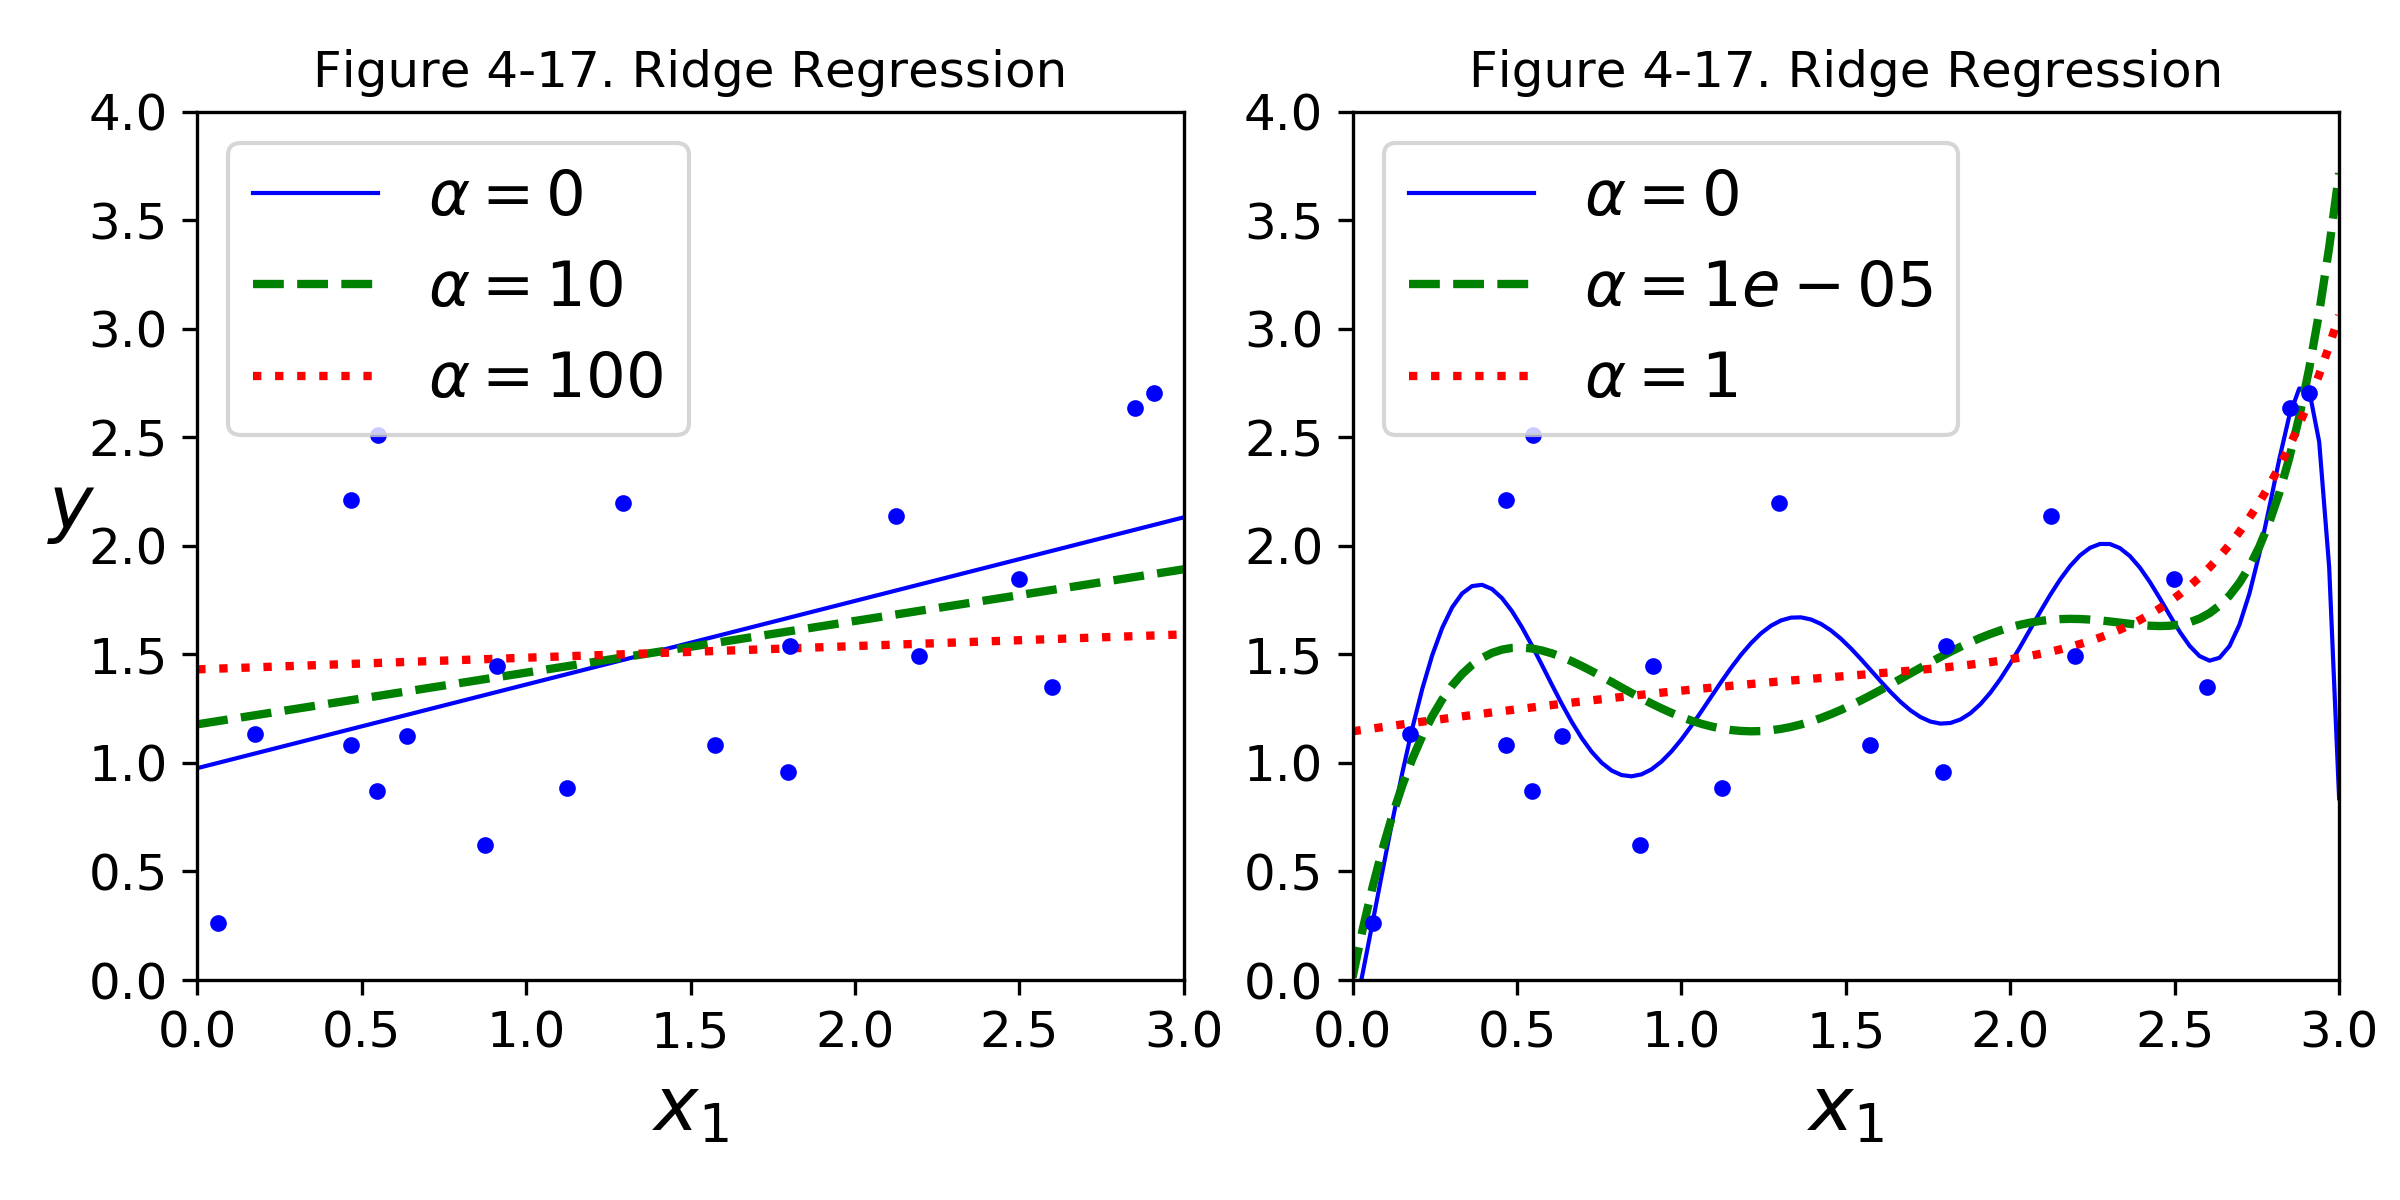 Figure 4-17. Ridge Regression
4.0
3.5
3.0
2.5
2.0
1.5
1.0
0.5
0.0
y
α = 0
α = 10
α = 100
0.0 0.5 1.0 1.5 2.0 2.5 3.0
x₁
Figure 4-17. Ridge Regression
4.0
3.5
3.0
2.5
2.0
1.5
1.0
0.5
0.0
α = 0
α = 1e − 05
α = 1
0.0 0.5 1.0 1.5 2.0 2.5 3.0
x₁